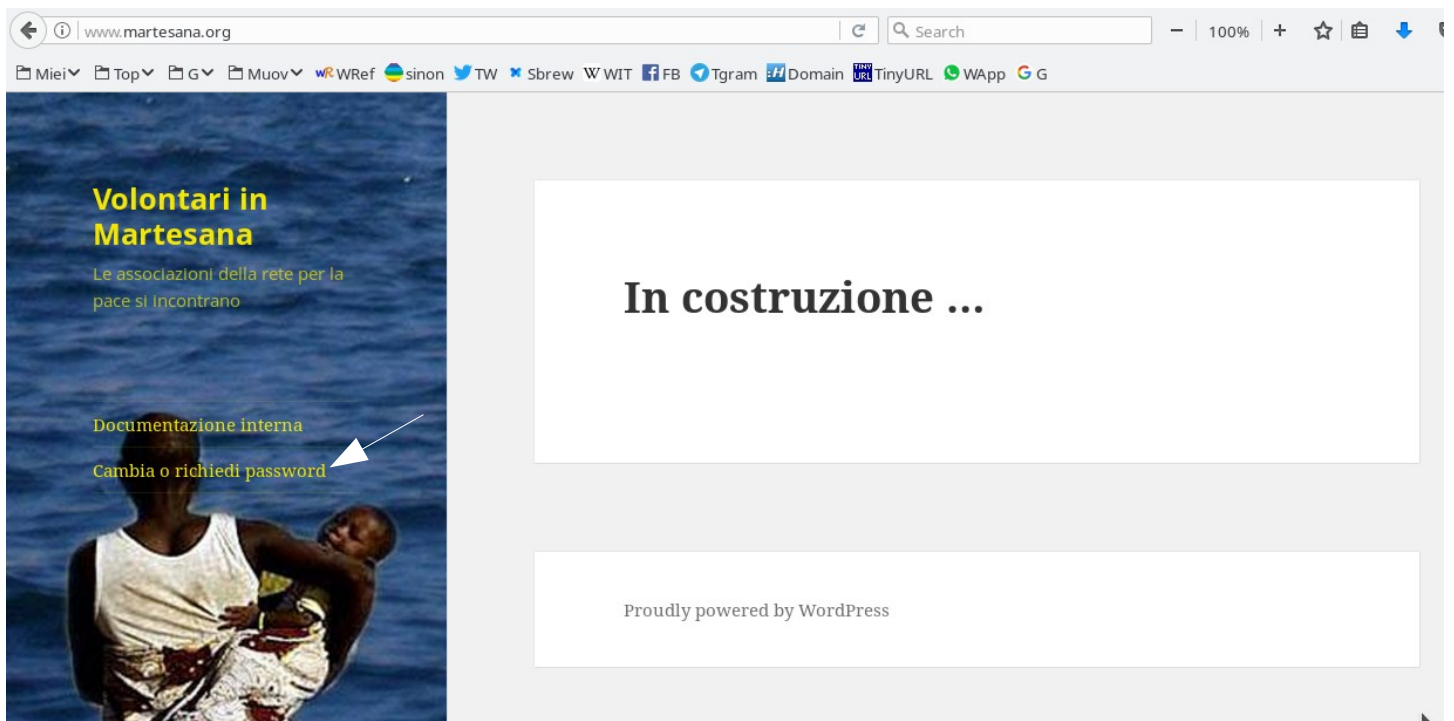 www.martesana.org
Search
100%
Miei Top G Muov WRef sinon TW Sbrew WIT FB Tgram Domain TinyURL WApp G
Volontari in
Martesana
Le associazioni della rete per la
pace si incontrano
In costruzione ...
Documentazione interna
Cambia o richiedi password
Proudly powered by WordPress